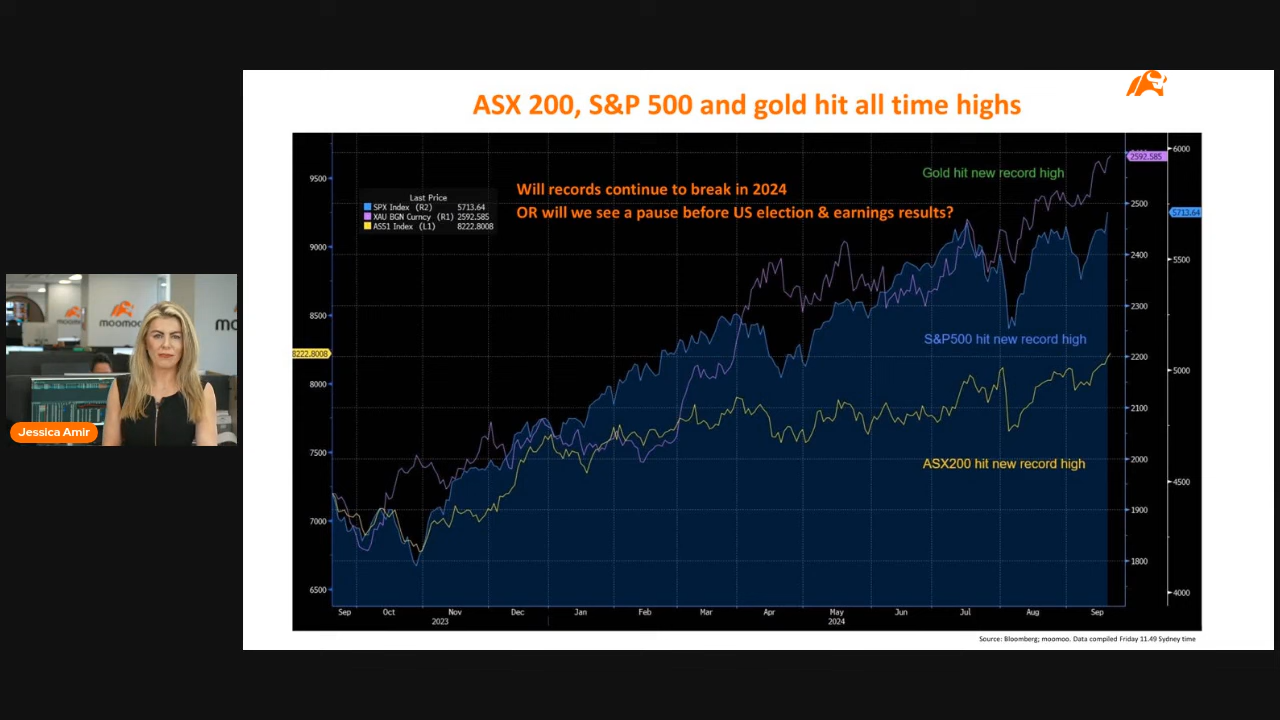 ASX 200, S&P 500 and gold hit all time highs
Will records continue to break in 2024
OR will we see a pause before US election & earnings results?
Last Price
SPX Index (R2) 5713.64
XAU BGN Curncy (R1) 2592.585
AS51 Index (L1) 8222.8008
Gold hit new record high
S&P500 hit new record high
ASX200 hit new record high
9500
9000
8500
8222.8008
8000
7500
7000
6500
2592.585
2500
2400
2300
2200
2100
2000
1900
1800
6000
5713.64
5500
5000
4500
4000
Sep Oct Nov Dec Jan Feb Mar Apr May Jun Jul Aug Sep
2023 2024
Source: Bloomberg; moomoo. Data compiled Friday 11.49 Sydney time
moomoo
Jessica Amir